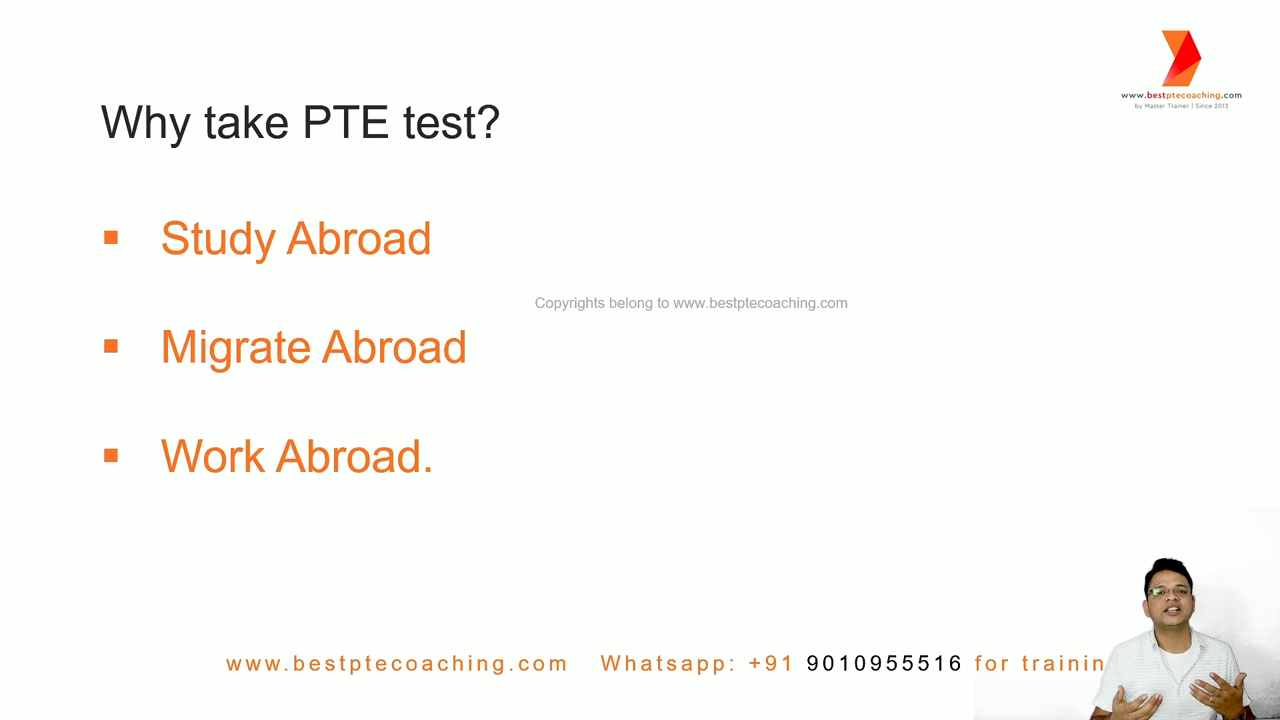 www.bestptecoaching.com
by Master Trainer | Since 2013
Why take PTE test?
▪ Study Abroad
Copyrights belong to www.bestptecoaching.com
▪ Migrate Abroad
▪ Work Abroad.
www.bestptecoaching.com Whatsapp: +91 9010955516 for trainin